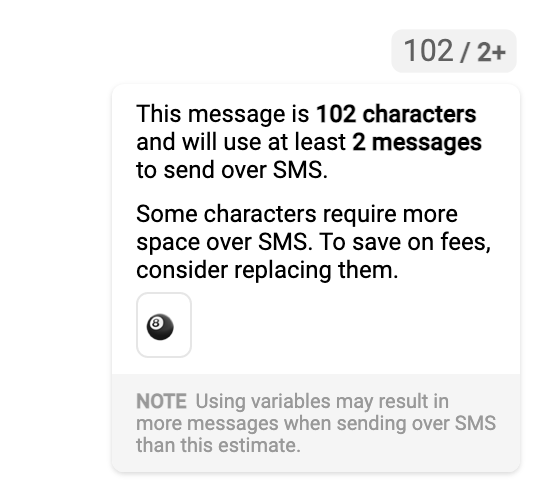 102 / 2+
This message is 102 characters
and will use at least 2 messages
to send over SMS.
Some characters require more
space over SMS. To save on fees,
consider replacing them.
8
NOTE Using variables may result in
more messages when sending over SMS
than this estimate.